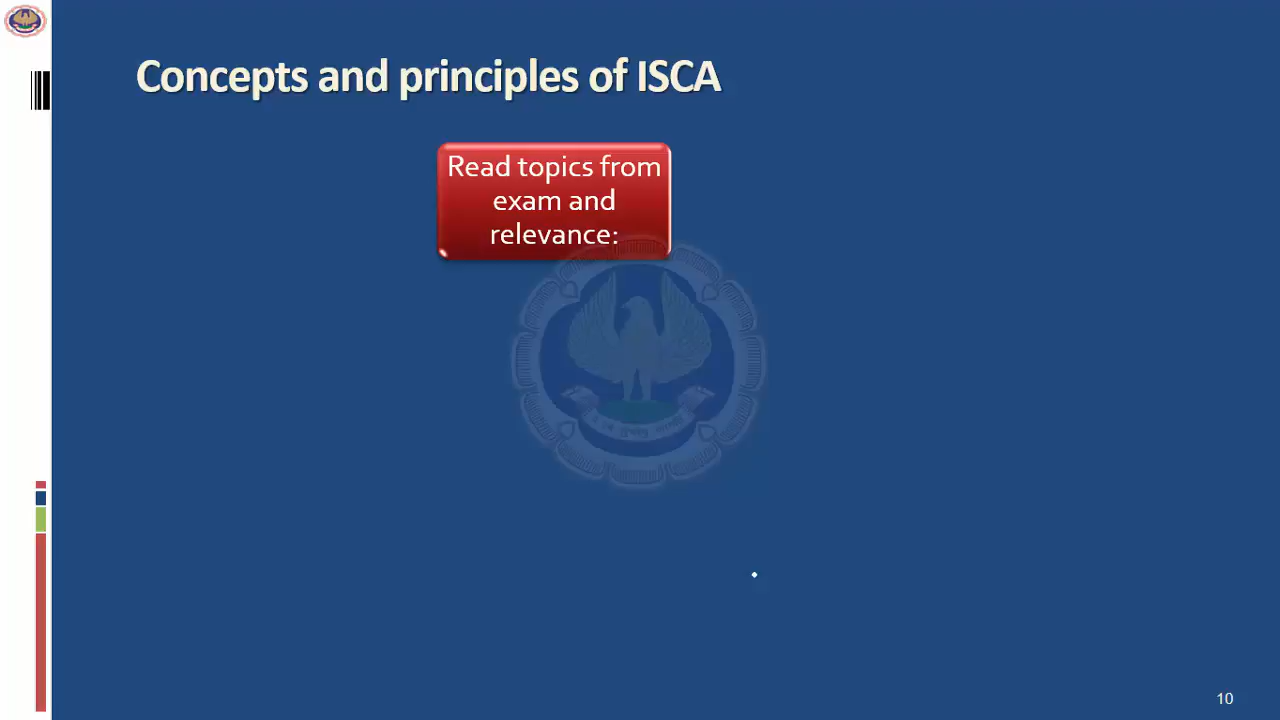 Concepts and principles of ISCA
Read topics from
exam and
relevance:
10